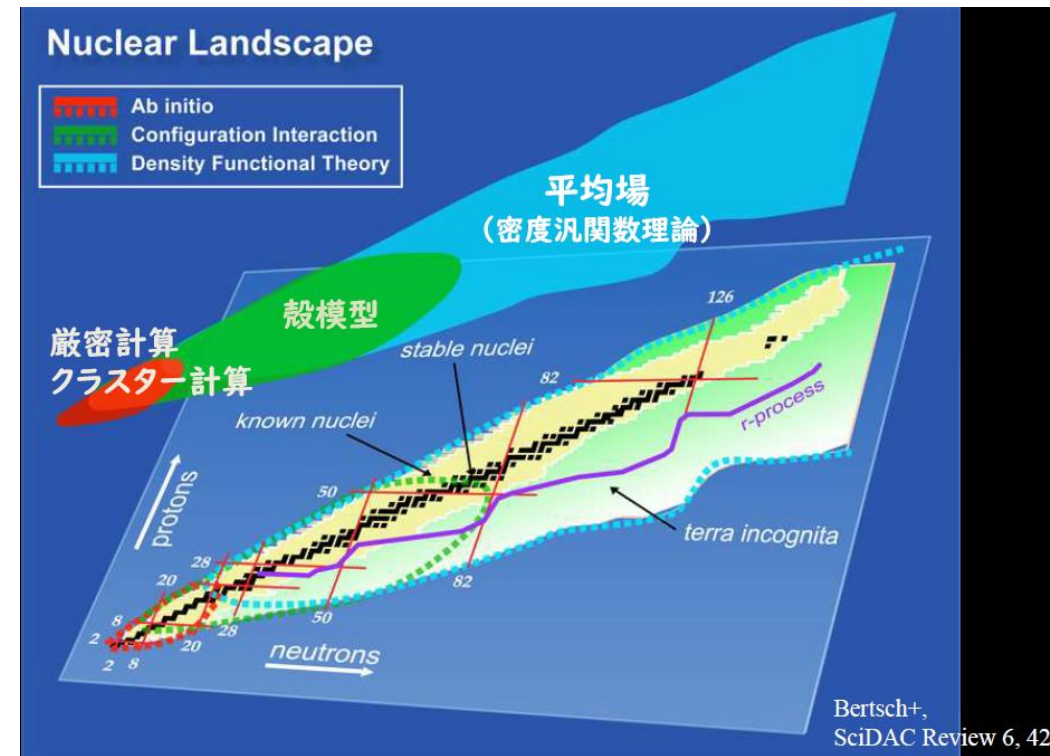 Nuclear Landscape
Ab initio
Configuration Interaction
Density Functional Theory
平均場
（密度汎関数理論）
殻模型
厳密計算
クラスター計算
stable nuclei
known nuclei
126
82
50
28
20
8
2
r-process
terra incognita
protons
82
50
28
20
8
2
neutrons
Bertsch+,
SciDAC Review 6, 42